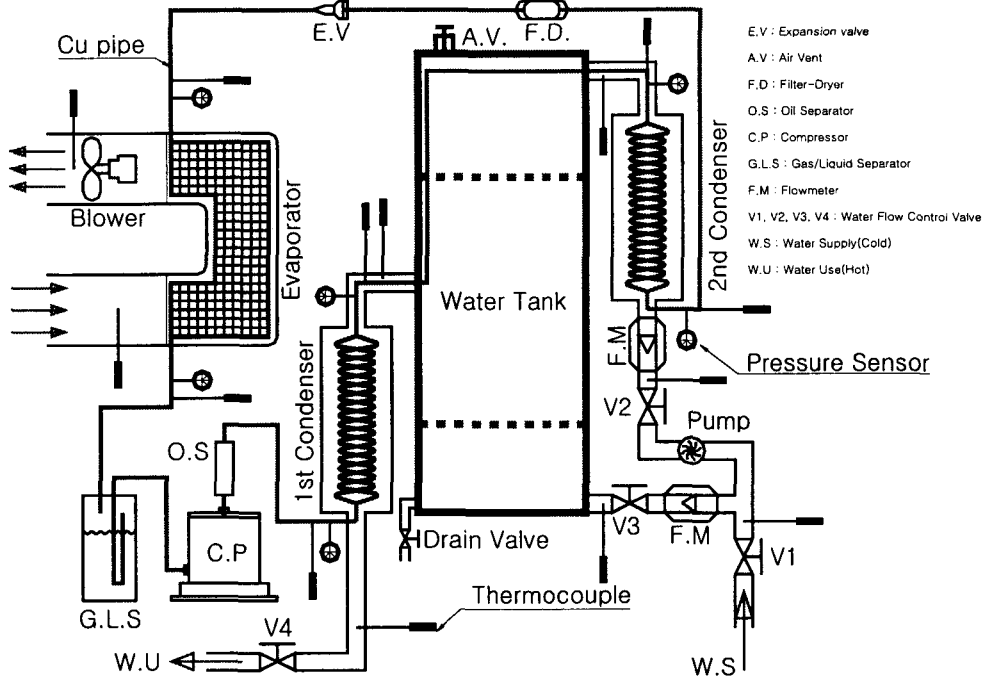 E.V
F.D.
A.V.
Cu pipe
Blower
Evaporator
Water Tank
2nd Condenser
1st Condenser
F.M
Pressure Sensor
V2
Pump
O.S
C.P
G.L.S
Drain Valve
V3
F.M
V1
Thermocouple
V4
W.U
W.S
E.V : Expansion valve
A.V : Air Vent
F.D : Filter-Dryer
O.S : Oil Separator
C.P : Compressor
G.L.S : Gas/Liquid Separator
F.M : Flowmeter
V1, V2, V3, V4 : Water Flow Control Valve
W.S : Water Supply(Cold)
W.U : Water Use(Hot)